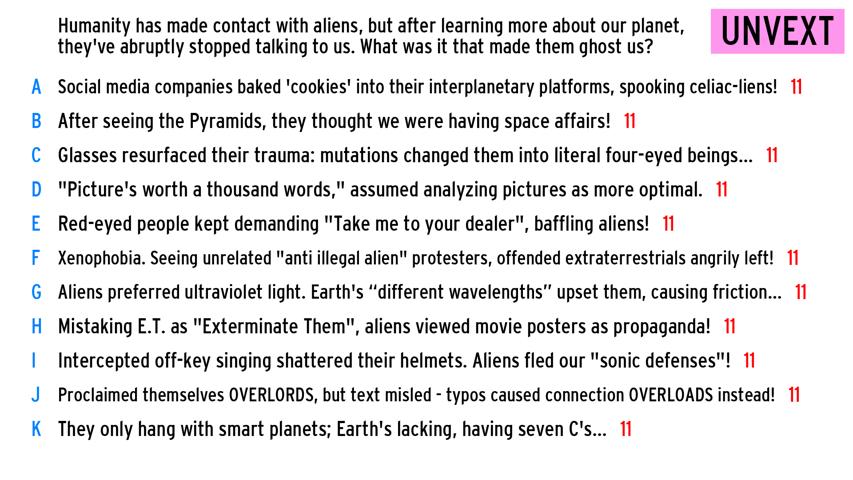 Humanity has made contact with aliens, but after learning more about our planet,
they've abruptly stopped talking to us. What was it that made them ghost us?
UNVEXT
A Social media companies baked 'cookies' into their interplanetary platforms, spooking celiac-liens! 11
B After seeing the Pyramids, they thought we were having space affairs! 11
C Glasses resurfaced their trauma: mutations changed them into literal four-eyed beings... 11
D "Picture's worth a thousand words," assumed analyzing pictures as more optimal. 11
E Red-eyed people kept demanding "Take me to your dealer", baffling aliens! 11
F Xenophobia. Seeing unrelated "anti illegal alien" protesters, offended extraterrestrials angrily left! 11
G Aliens preferred ultraviolet light. Earth's “different wavelengths” upset them, causing friction... 11
H Mistaking E.T. as "Exterminate Them", aliens viewed movie posters as propaganda! 11
I Intercepted off-key singing shattered their helmets. Aliens fled our "sonic defenses"! 11
J Proclaimed themselves OVERLORDS, but text misled - typos caused connection OVERLOADS instead! 11
K They only hang with smart planets; Earth's lacking, having seven C's... 11